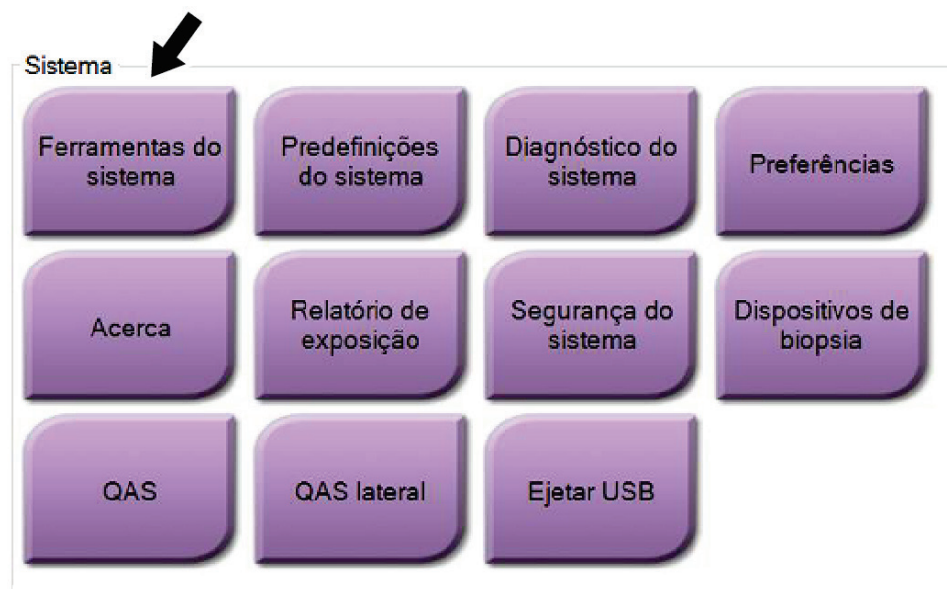 Sistema
Ferramentas do
sistema
Predefinições
do sistema
Diagnóstico do
sistema
Preferências
Acerca
Relatório de
exposição
Segurança do
sistema
Dispositivos de
biopsia
QAS
QAS lateral
Ejetar USB